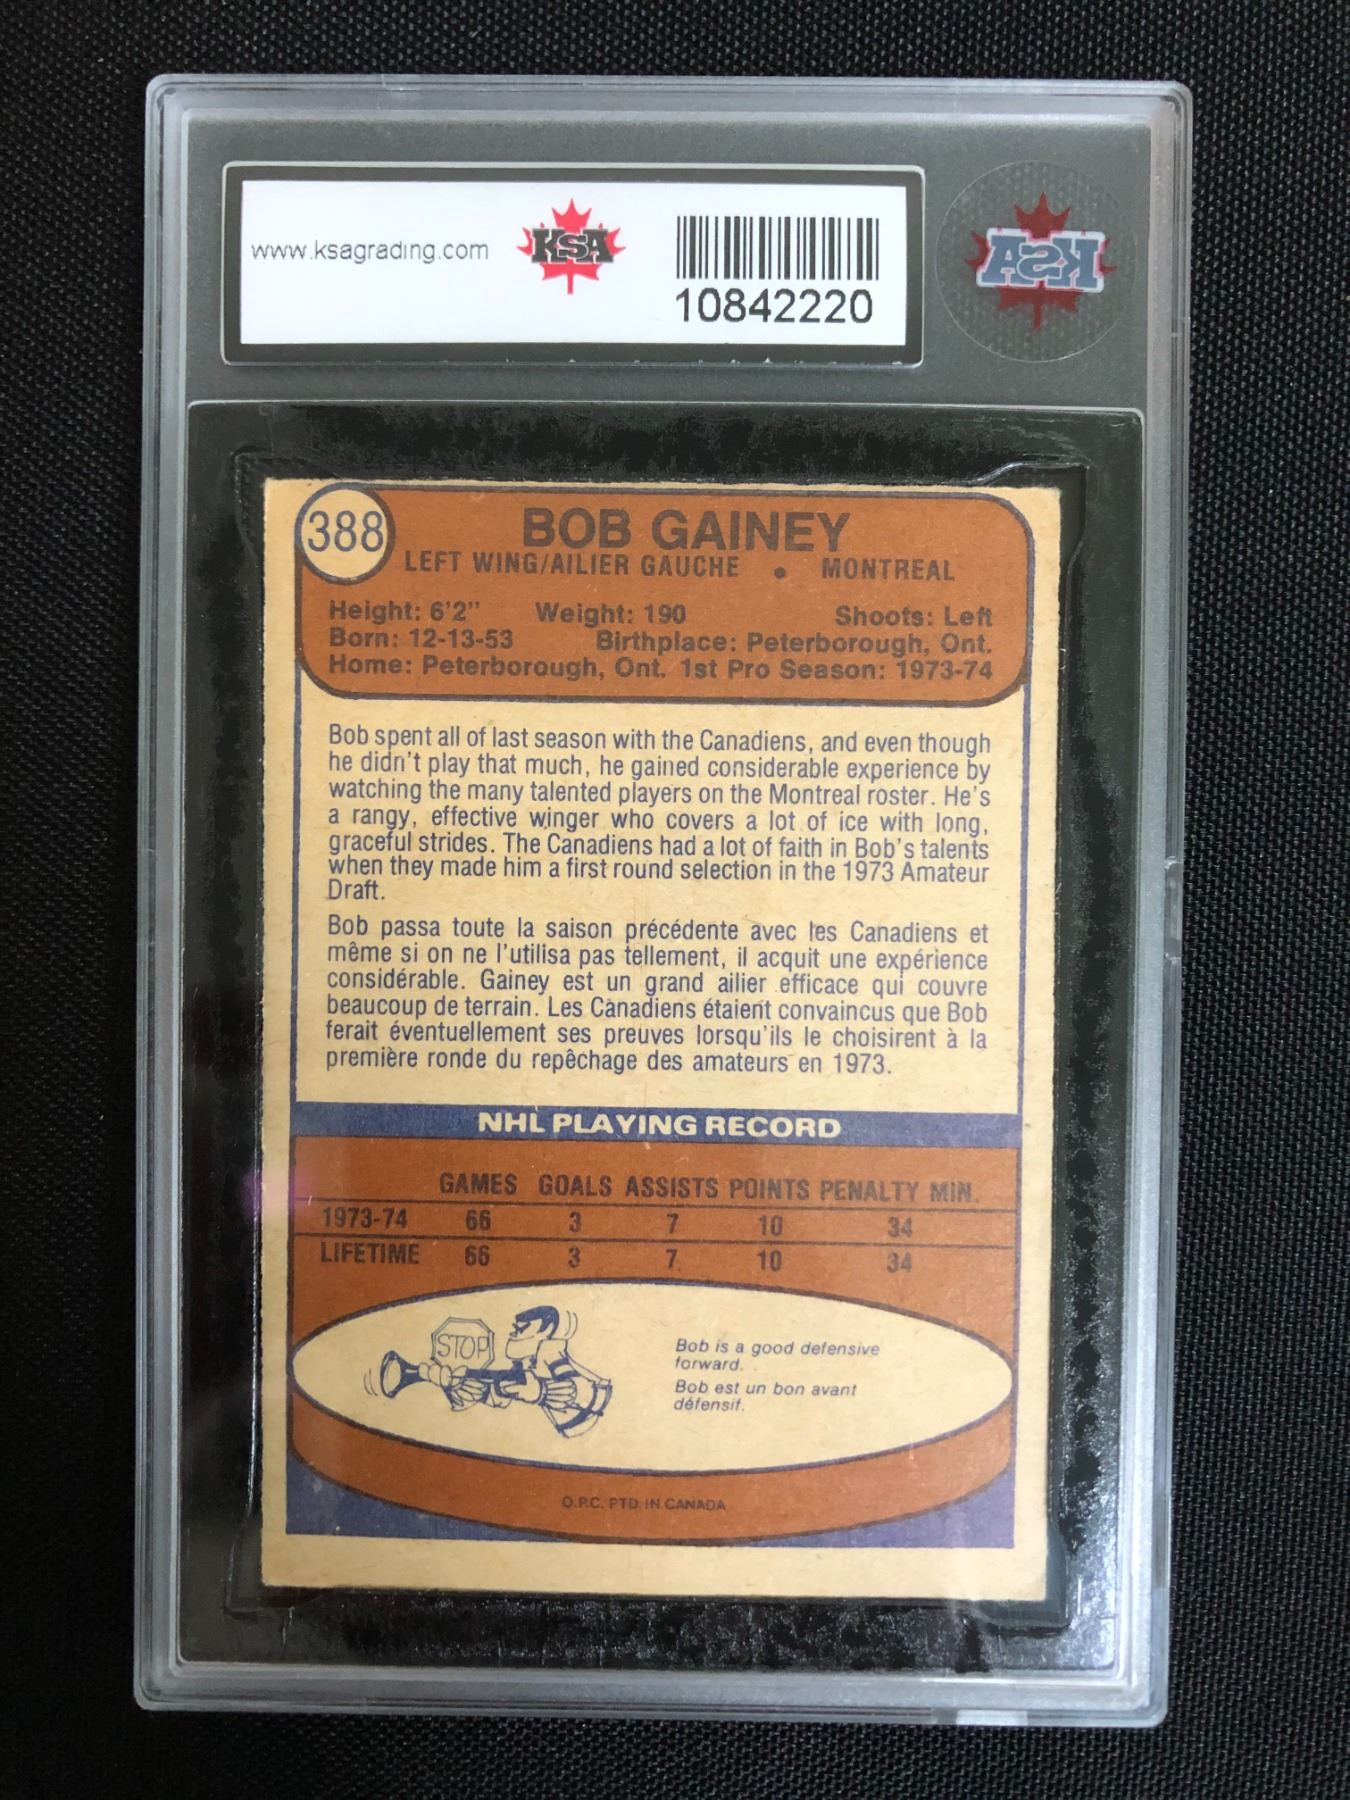 www.ksagrading.com
KSA
10842220
KSA
388
BOB GAINEY
LEFT WING/AILIER GAUCHE • MONTREAL
Height: 6'2" Weight: 190 Shoots: Left
Born: 12-13-53 Birthplace: Peterborough, Ont.
Home: Peterborough, Ont. 1st Pro Season: 1973-74
Bob spent all of last season with the Canadiens, and even though
he didn't play that much, he gained considerable experience by
watching the many talented players on the Montreal roster. He's
a rangy, effective winger who covers a lot of ice with long,
graceful strides. The Canadiens had a lot of faith in Bob's talents
when they made him a first round selection in the 1973 Amateur
Draft.
Bob passa toute la saison précédente avec les Canadiens et
même si on ne l'utilisa pas tellement, il acquit une expérience
considérable. Gainey est un grand ailier efficace qui couvre
beaucoup de terrain. Les Canadiens étaient convaincus que Bob
ferait éventuellement ses preuves lorsqu'ils le choisirent à la
première ronde du repêchage des amateurs en 1973.
NHL PLAYING RECORD
GAMES GOALS ASSISTS POINTS PENALTY MIN.
1973-74 66 3 7 10 34
LIFETIME 66 3 7 10 34
STOP
Bob is a good defensive
forward.
Bob est un bon avant
défensif.
O.P.C. PTD. IN CANADA